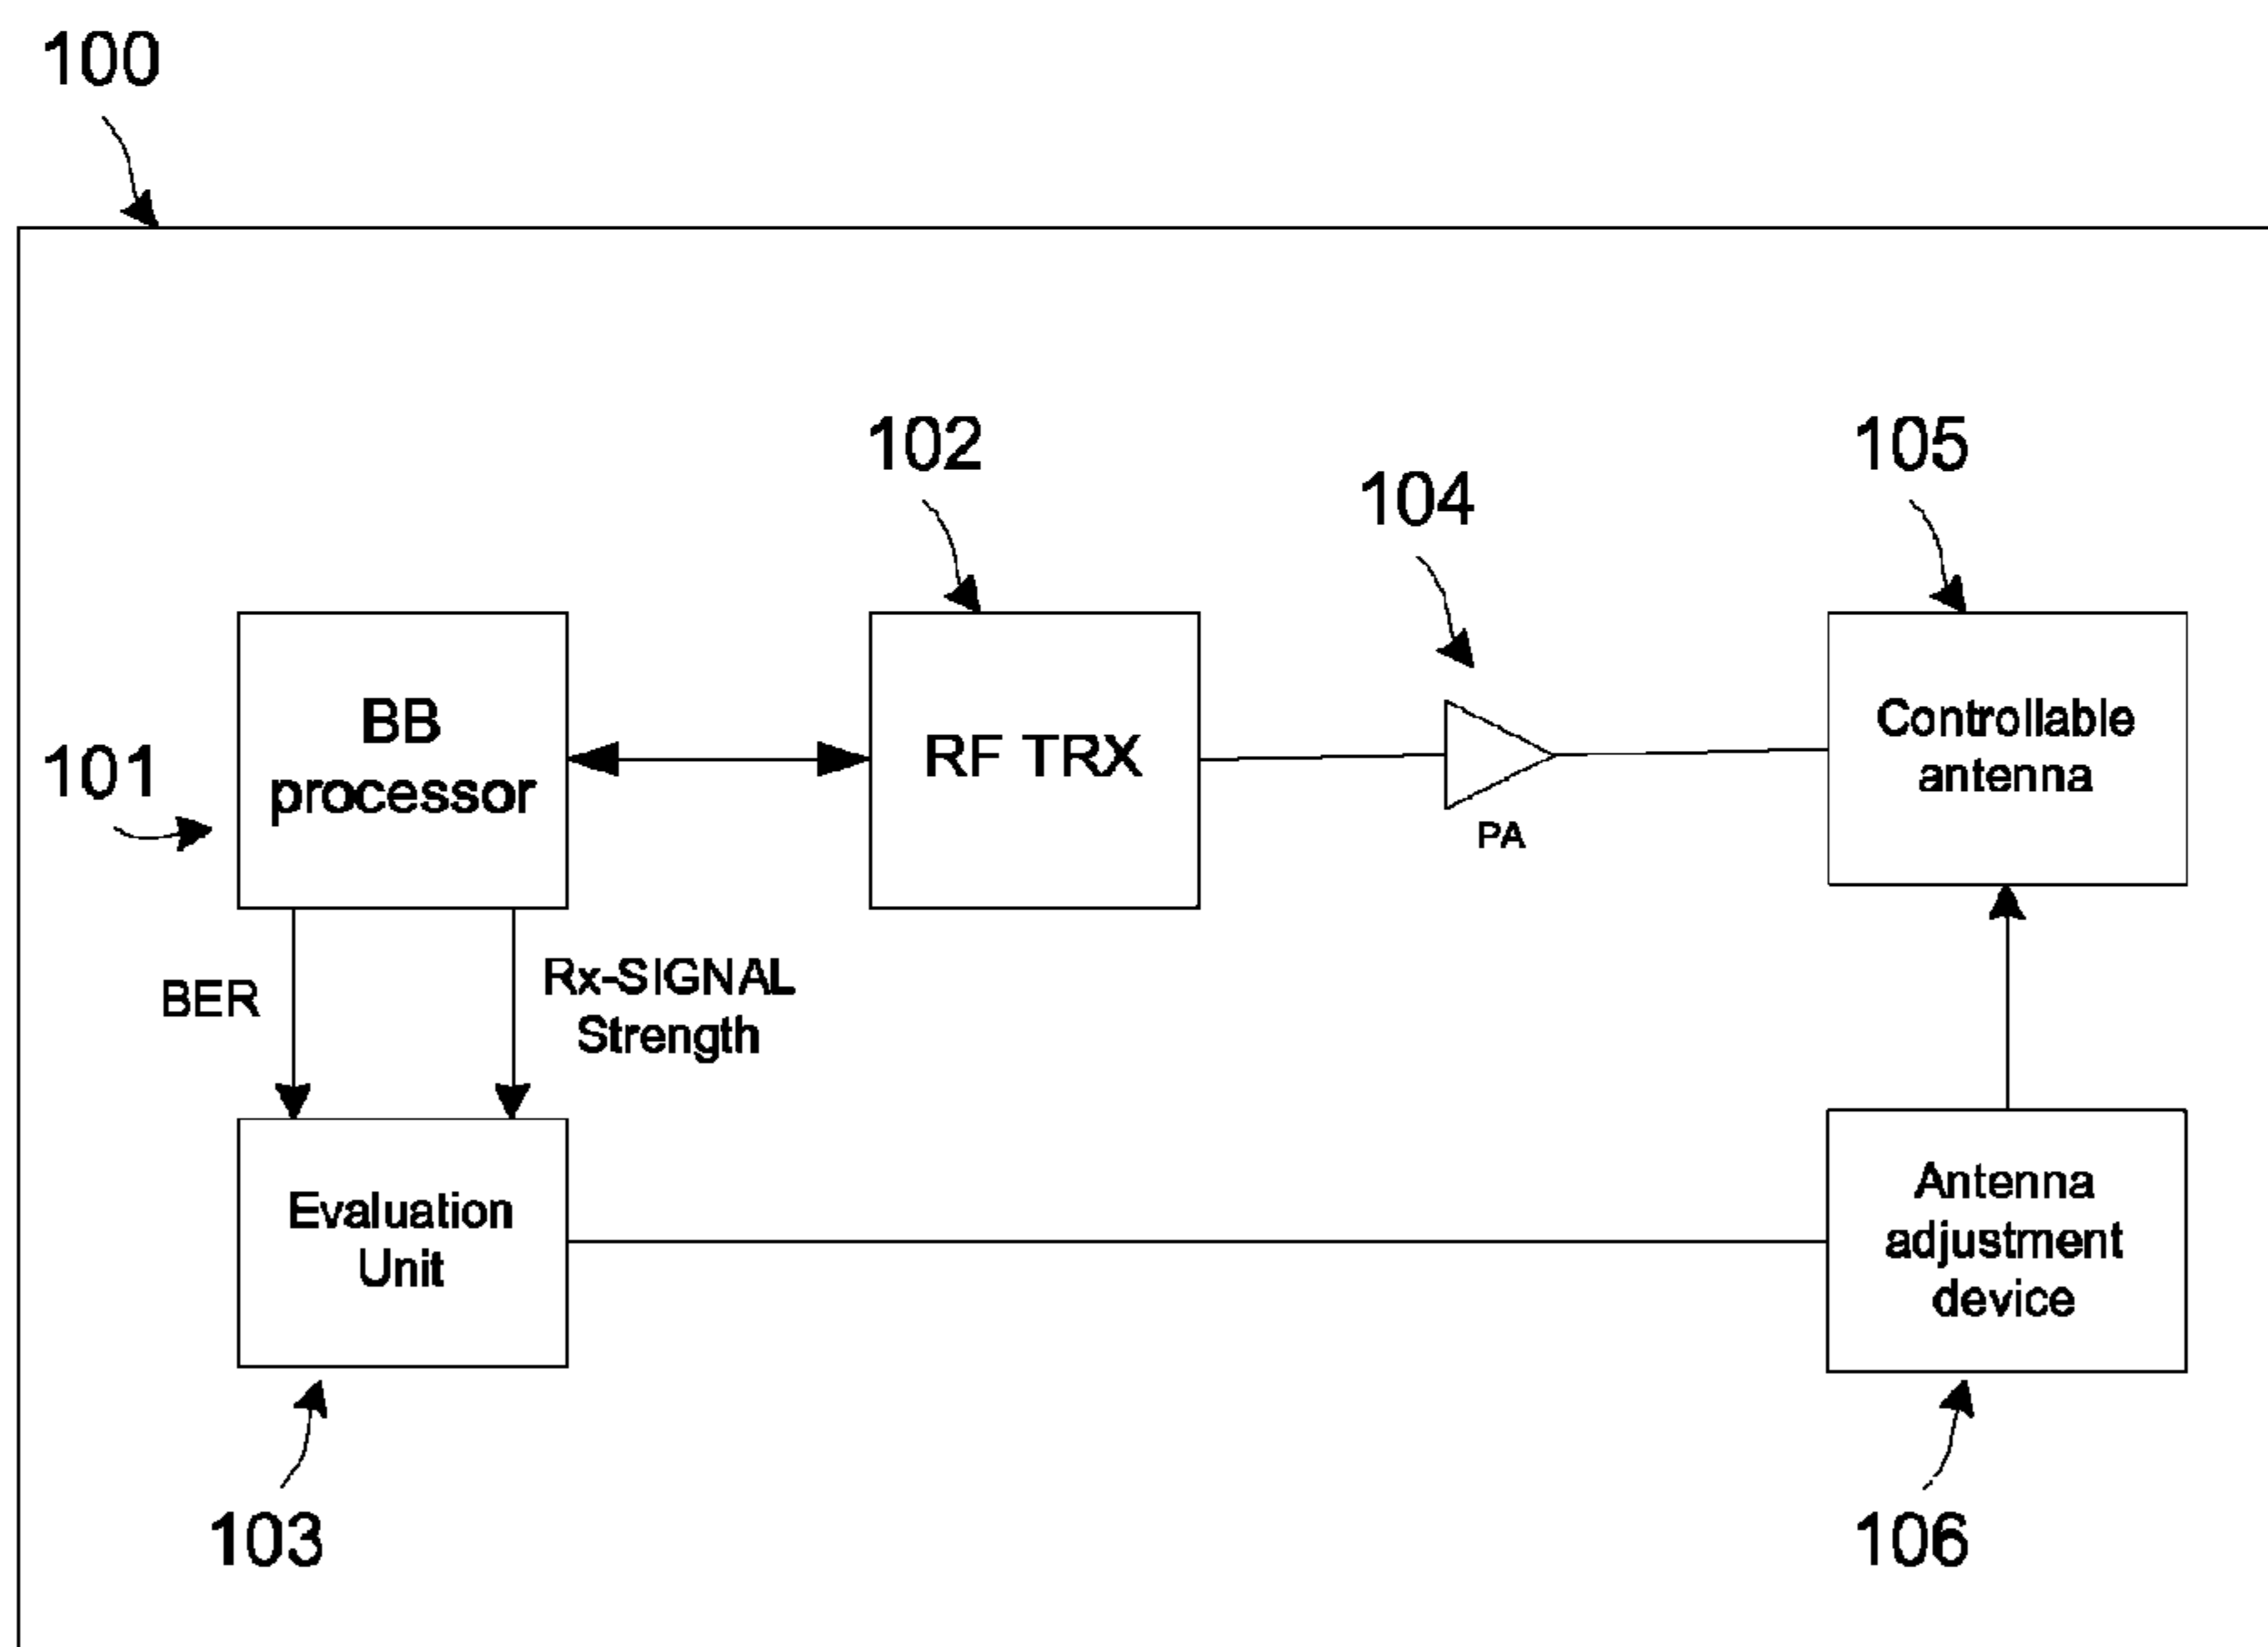 100
102
104
105
101
BB
processor
RF TRX
PA
Controllable
antenna
BER
Rx-SIGNAL
Strength
Evaluation
Unit
Antenna
adjustment
device
103
106